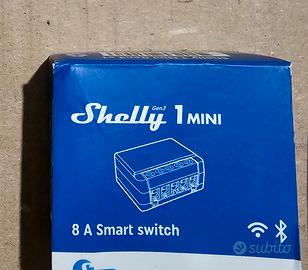 Shelly Gen3 1 MINI
8 A Smart switch
subito